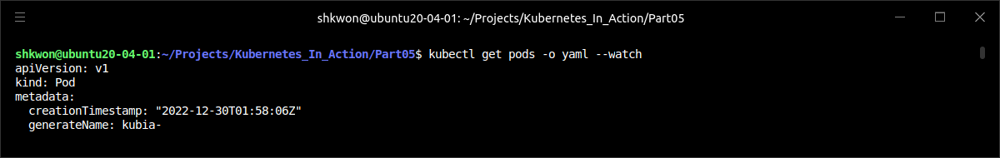 shkwon@ubuntu20-04-01: ~/Projects/Kubernetes_In_Action/Part05
shkwon@ubuntu20-04-01:~/Projects/Kubernetes_In_Action/Part05$ kubectl get pods -o yaml --watch
apiVersion: v1
kind: Pod
metadata:
  creationTimestamp: "2022-12-30T01:58:06Z"
  generateName: kubia-